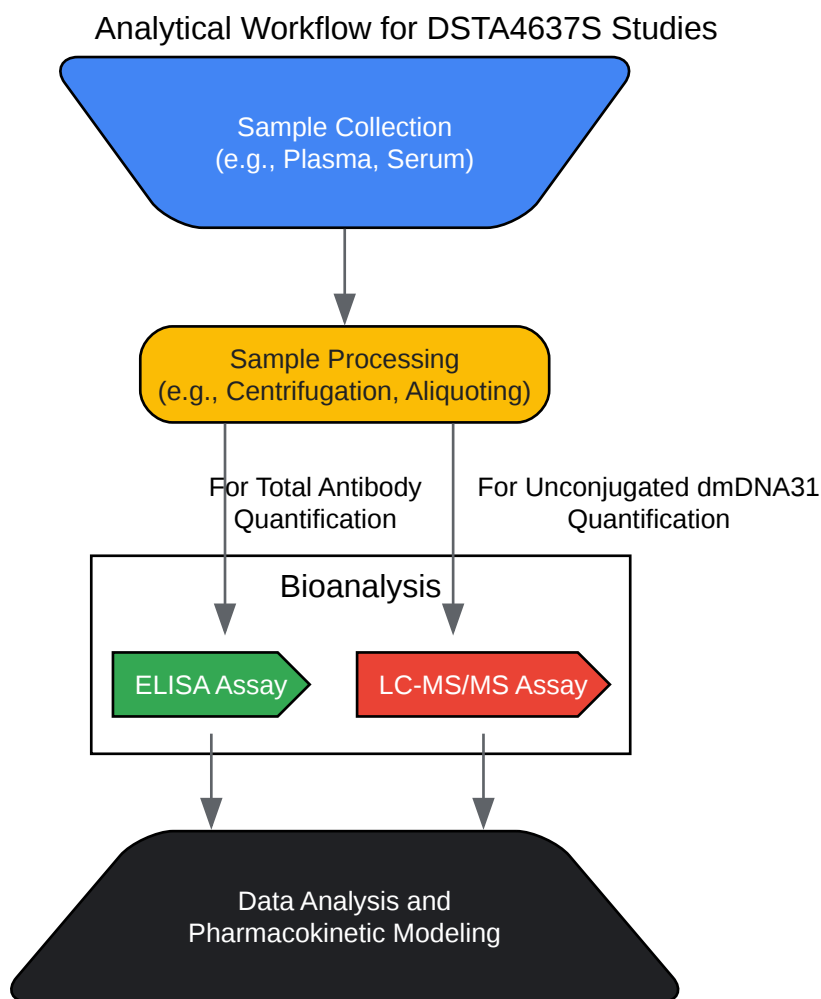 Analytical Workflow for DSTA4637S Studies
Sample Collection
(e.g., Plasma, Serum)
Sample Processing
(e.g., Centrifugation, Aliquoting)
For Total Antibody
Quantification
For Unconjugated dmDNA31
Quantification
Bioanalysis
ELISA Assay
LC-MS/MS Assay
Data Analysis and
Pharmacokinetic Modeling